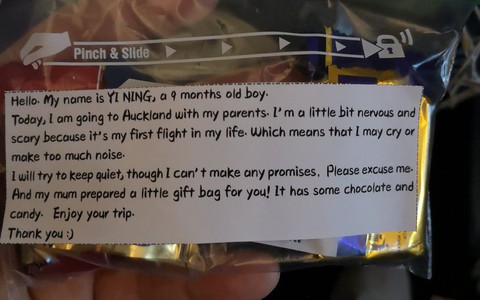 Pinch & Slide
Hello. My name is YI NING, a 9 months old boy.
Today, I am going to Auckland with my parents. I'm a little bit nervous and
scary because it's my first flight in my life. Which means that I may cry or
make too much noise.
I will try to keep quiet, though I can't make any promises. Please excuse me.
And my mum prepared a little gift bag for you! It has some chocolate and
candy. Enjoy your trip.
Thank you :)